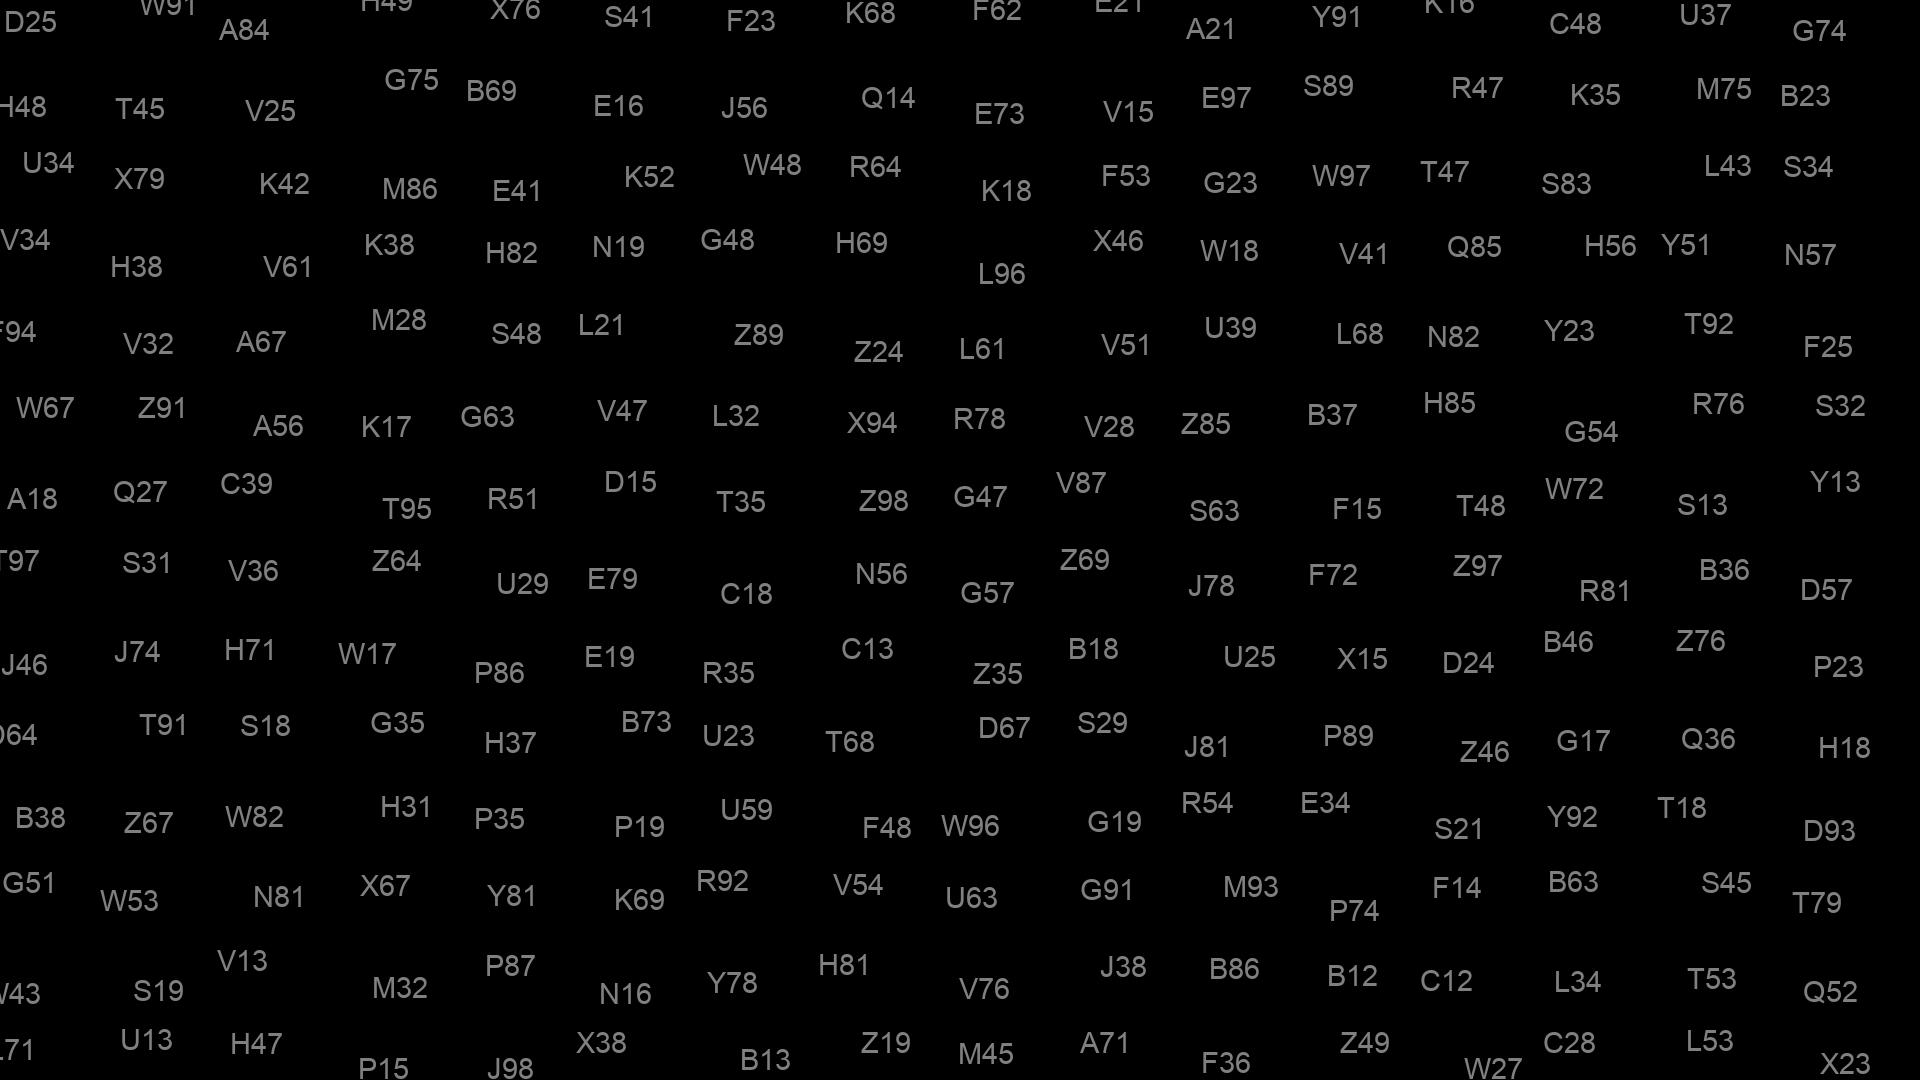 D25 W91 A84 H49 X76 S41 F23 K68 F62 E21 A21 Y91 K16 C48 U37 G74
H48 T45 V25 G75 B69 E16 J56 Q14 E73 V15 E97 S89 R47 K35 M75 B23
U34 X79 K42 M86 E41 K52 W48 R64 K18 F53 G23 W97 T47 S83 L43 S34
V34 H38 V61 K38 H82 N19 G48 H69 L96 X46 W18 V41 Q85 H56 Y51 N57
F94 V32 A67 M28 S48 L21 Z89 Z24 L61 V51 U39 L68 N82 Y23 T92 F25
W67 Z91 A56 K17 G63 V47 L32 X94 R78 V28 Z85 B37 H85 G54 R76 S32
A18 Q27 C39 T95 R51 D15 T35 Z98 G47 V87 S63 F15 T48 W72 S13 Y13
T97 S31 V36 Z64 U29 E79 C18 N56 G57 Z69 J78 F72 Z97 R81 B36 D57
J46 J74 H71 W17 P86 E19 R35 C13 Z35 B18 U25 X15 D24 B46 Z76 P23
T91 S18 G35 H37 B73 U23 T68 D67 S29 J81 P89 Z46 G17 Q36 H18
B38 Z67 W82 H31 P35 P19 U59 F48 W96 G19 R54 E34 S21 Y92 T18 D93
G51 W53 N81 X67 Y81 K69 R92 V54 U63 G91 M93 P74 F14 B63 S45 T79
S19 V13 M32 P87 N16 Y78 H81 V76 J38 B86 B12 C12 L34 T53 Q52
U13 H47 P15 J98 X38 B13 Z19 M45 A71 F36 Z49 W27 C28 L53 X23